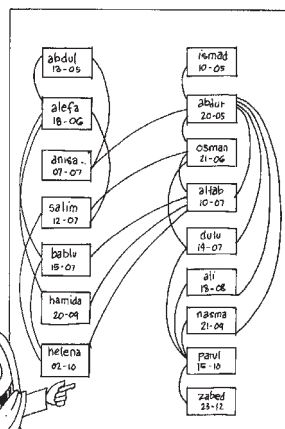 abdul
13-05
alefa
18-06
anisa
07-07
salim
12-07
bablu
15-07
hamida
20-09
helena
02-10
ismad
10-05
abdur
20-05
osman
21-06
altab
10-07
dulu
14-07
ali
18-08
nasma
21-09
parul
15-10
zabed
23-12